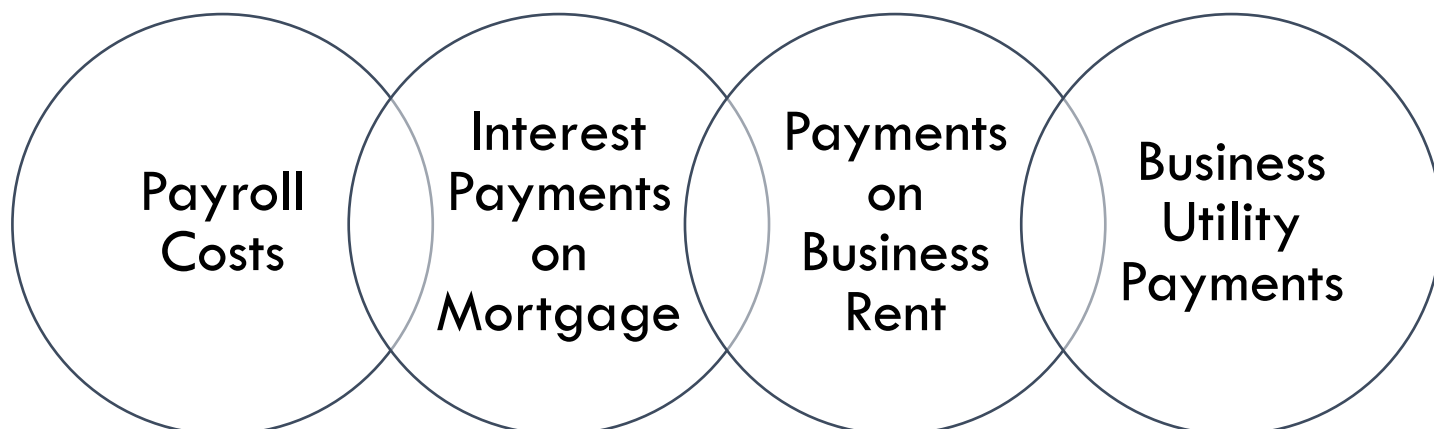 Payroll
Costs
Interest
Payments
on
Mortgage
Payments
on
Business
Rent
Business
Utility
Payments